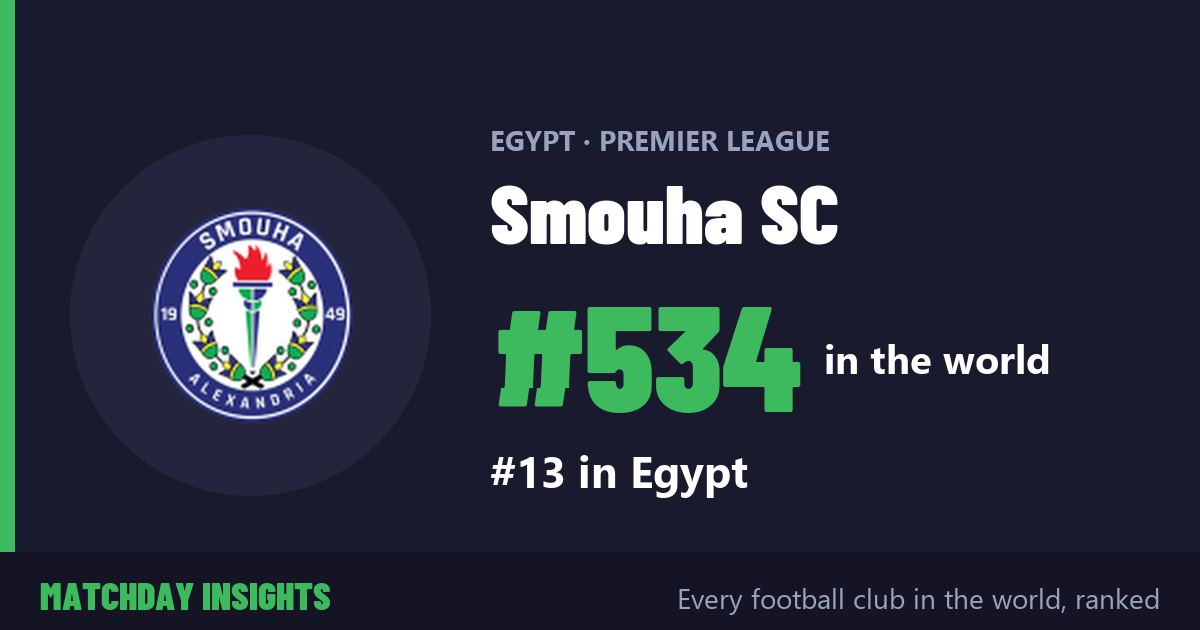 EGYPT · PREMIER LEAGUE
Smouha SC
SMOUHA
19 49
ALEXANDRIA
#534 in the world
#13 in Egypt
MATCHDAY INSIGHTS
Every football club in the world, ranked